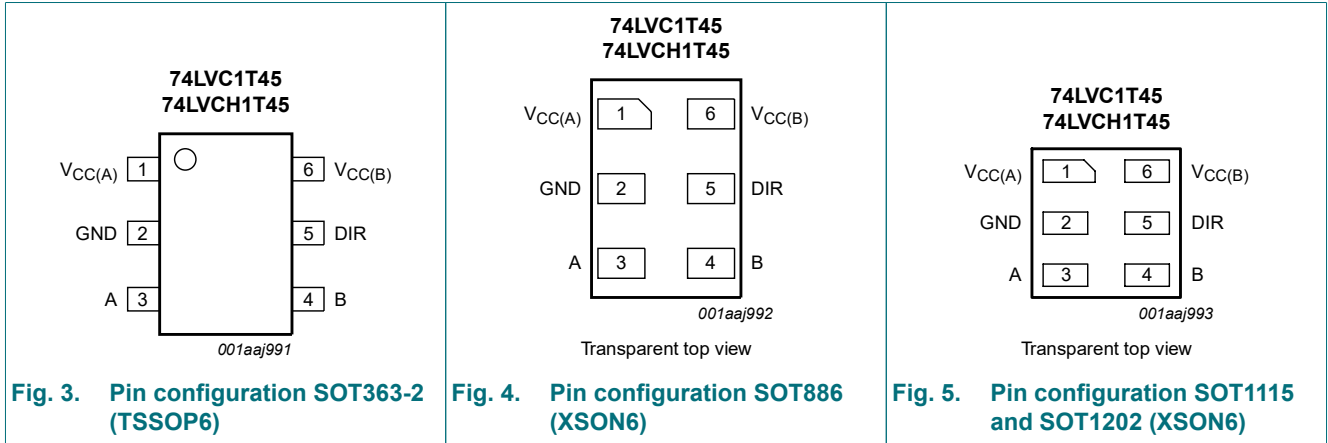 74LVC1T45
74LVCH1T45
VCC(A) 1 6 VCC(B)
GND 2 5 DIR
A 3 4 B
001aaj991
Fig. 3. Pin configuration SOT363-2
(TSSOP6)
74LVC1T45
74LVCH1T45
VCC(A) 1 6 VCC(B)
GND 2 5 DIR
A 3 4 B
001aaj992
Transparent top view
Fig. 4. Pin configuration SOT886
(XSON6)
74LVC1T45
74LVCH1T45
VCC(A) 1 6 VCC(B)
GND 2 5 DIR
A 3 4 B
001aaj993
Transparent top view
Fig. 5. Pin configuration SOT1115
and SOT1202 (XSON6)